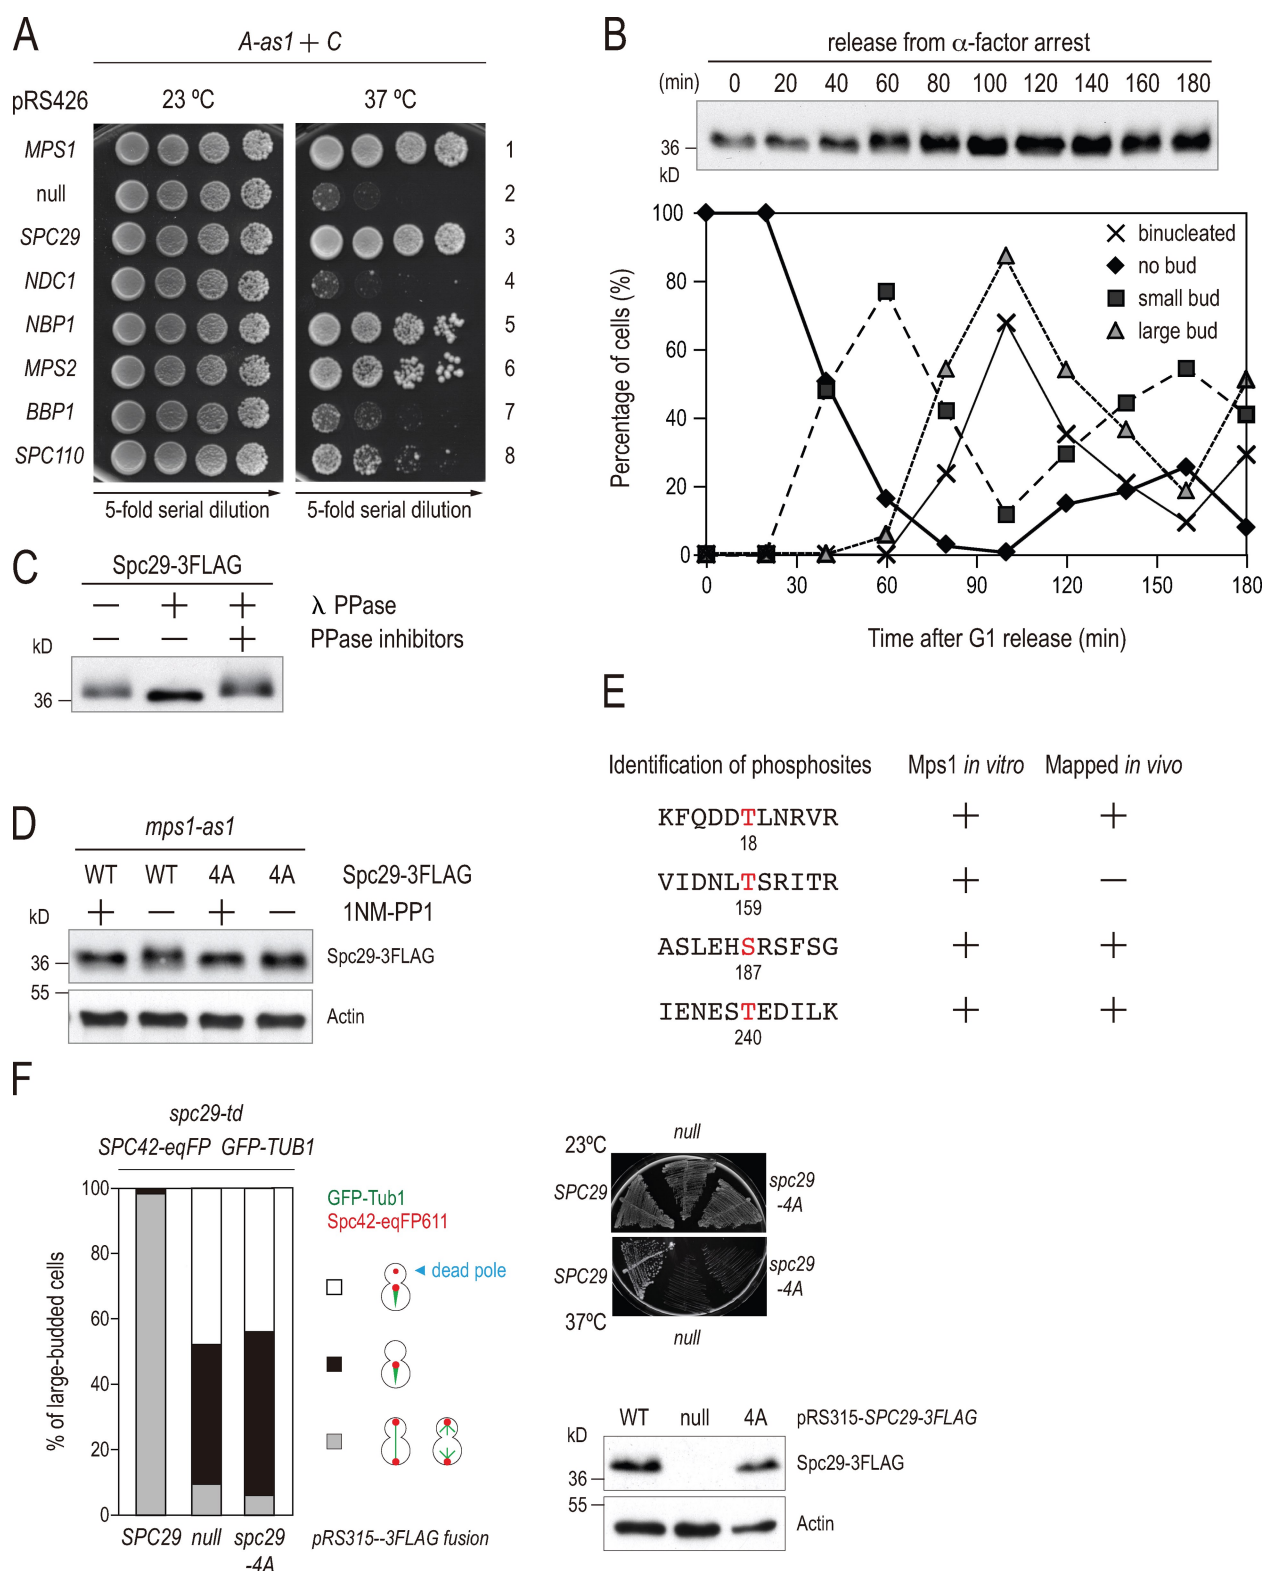 A
A-as1 + C
pRS426
23 ºC
37 ºC
MPS1
1
null
2
SPC29
3
NDC1
4
NBP1
5
MPS2
6
BBP1
7
SPC110
8
5-fold serial dilution
5-fold serial dilution
B
release from α-factor arrest
(min) 0 20 40 60 80 100 120 140 160 180
36
kD
100
80
60
40
20
0
Percentage of cells (%)
binucleated
no bud
small bud
large bud
0 30 60 90 120 150 180
Time after G1 release (min)
C
Spc29-3FLAG
− + + λ PPase
− − + PPase inhibitors
kD
36
D
mps1-as1
WT WT 4A 4A Spc29-3FLAG
+ − + − 1NM-PP1
kD
36
Spc29-3FLAG
55
Actin
E
Identification of phosphosites Mps1 in vitro Mapped in vivo
KFQDDTLNRVR + +
18
VIDNLTSRITR + −
159
ASLEHSRSFSG + +
187
IENESTEDILK + +
240
F
spc29-td
SPC42-eqFP GFP-TUB1
100
80
60
40
20
0
% of large-budded cells
SPC29 null spc29
-4A
pRS315--3FLAG fusion
GFP-Tub1
Spc42-eqFP611
dead pole
23ºC
null
SPC29
spc29
-4A
SPC29
spc29
-4A
37ºC
null
WT null 4A pRS315-SPC29-3FLAG
kD
36
Spc29-3FLAG
55
Actin